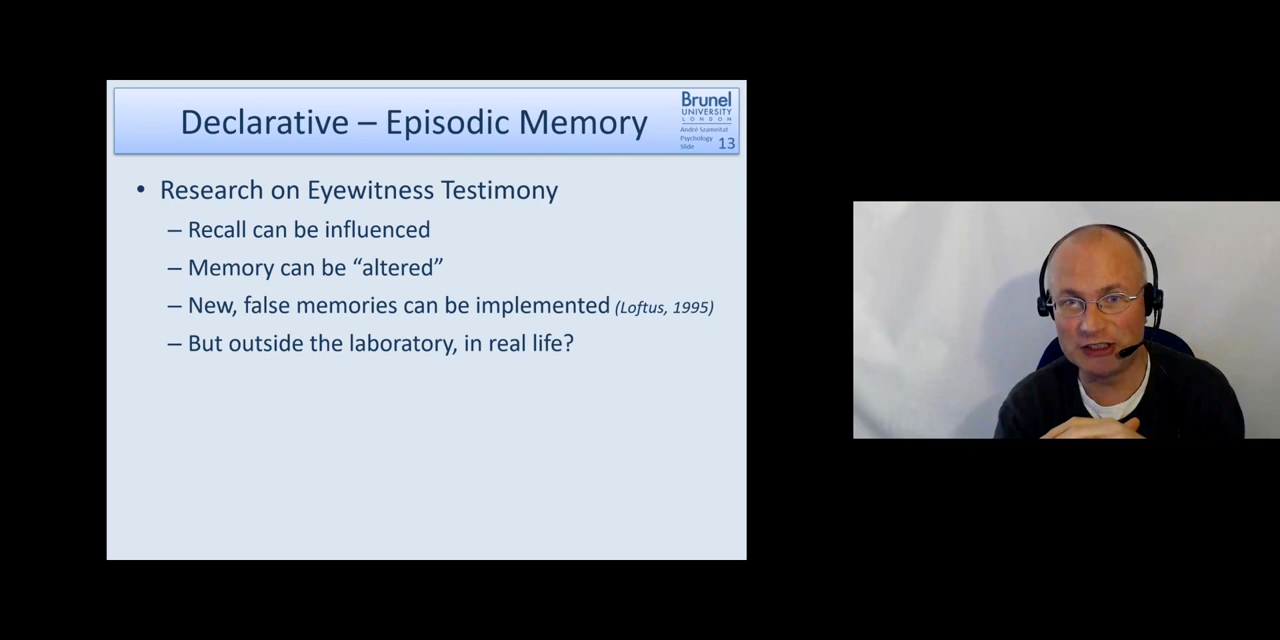 Declarative – Episodic Memory
Brunel
UNIVERSITY
LONDON
André Szameitat
Psychology
Slide 13
• Research on Eyewitness Testimony
– Recall can be influenced
– Memory can be “altered”
– New, false memories can be implemented (Loftus, 1995)
– But outside the laboratory, in real life?